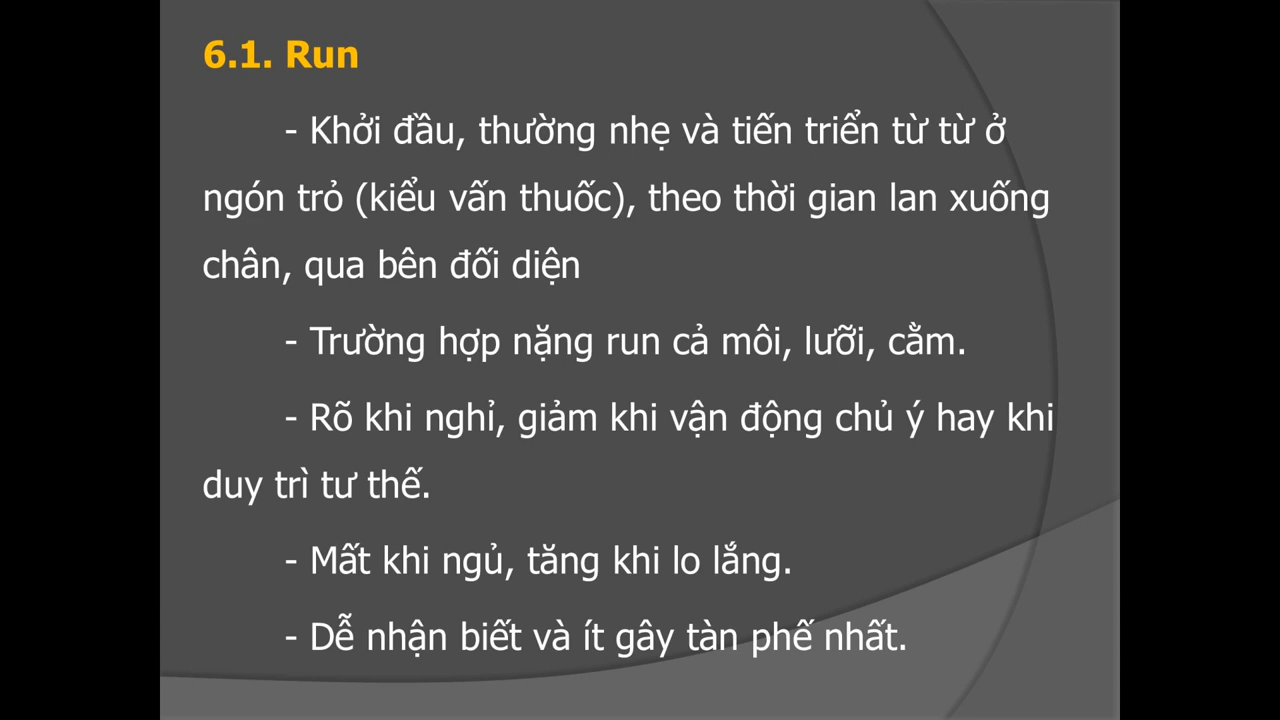 6.1. Run
- Khởi đầu, thường nhẹ và tiến triển từ từ ở
ngón trỏ (kiểu vấn thuốc), theo thời gian lan xuống
chân, qua bên đối diện
- Trường hợp nặng run cả môi, lưỡi, cằm.
- Rõ khi nghỉ, giảm khi vận động chủ ý hay khi
duy trì tư thế.
- Mất khi ngủ, tăng khi lo lắng.
- Dễ nhận biết và ít gây tàn phế nhất.